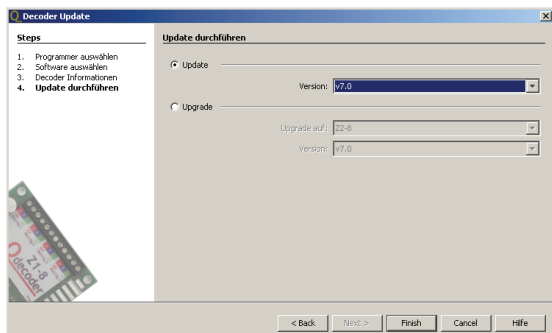 Decoder Update
Steps
1. Programmer auswählen
2. Software auswählen
3. Decoder Informationen
4. Update durchführen
Update durchführen
Update
Version: v7.0
Upgrade
Upgrade auf: Z2-8
Version: v7.0
Qdecoder
Z1-8
< Back Next > Finish Cancel Hilfe